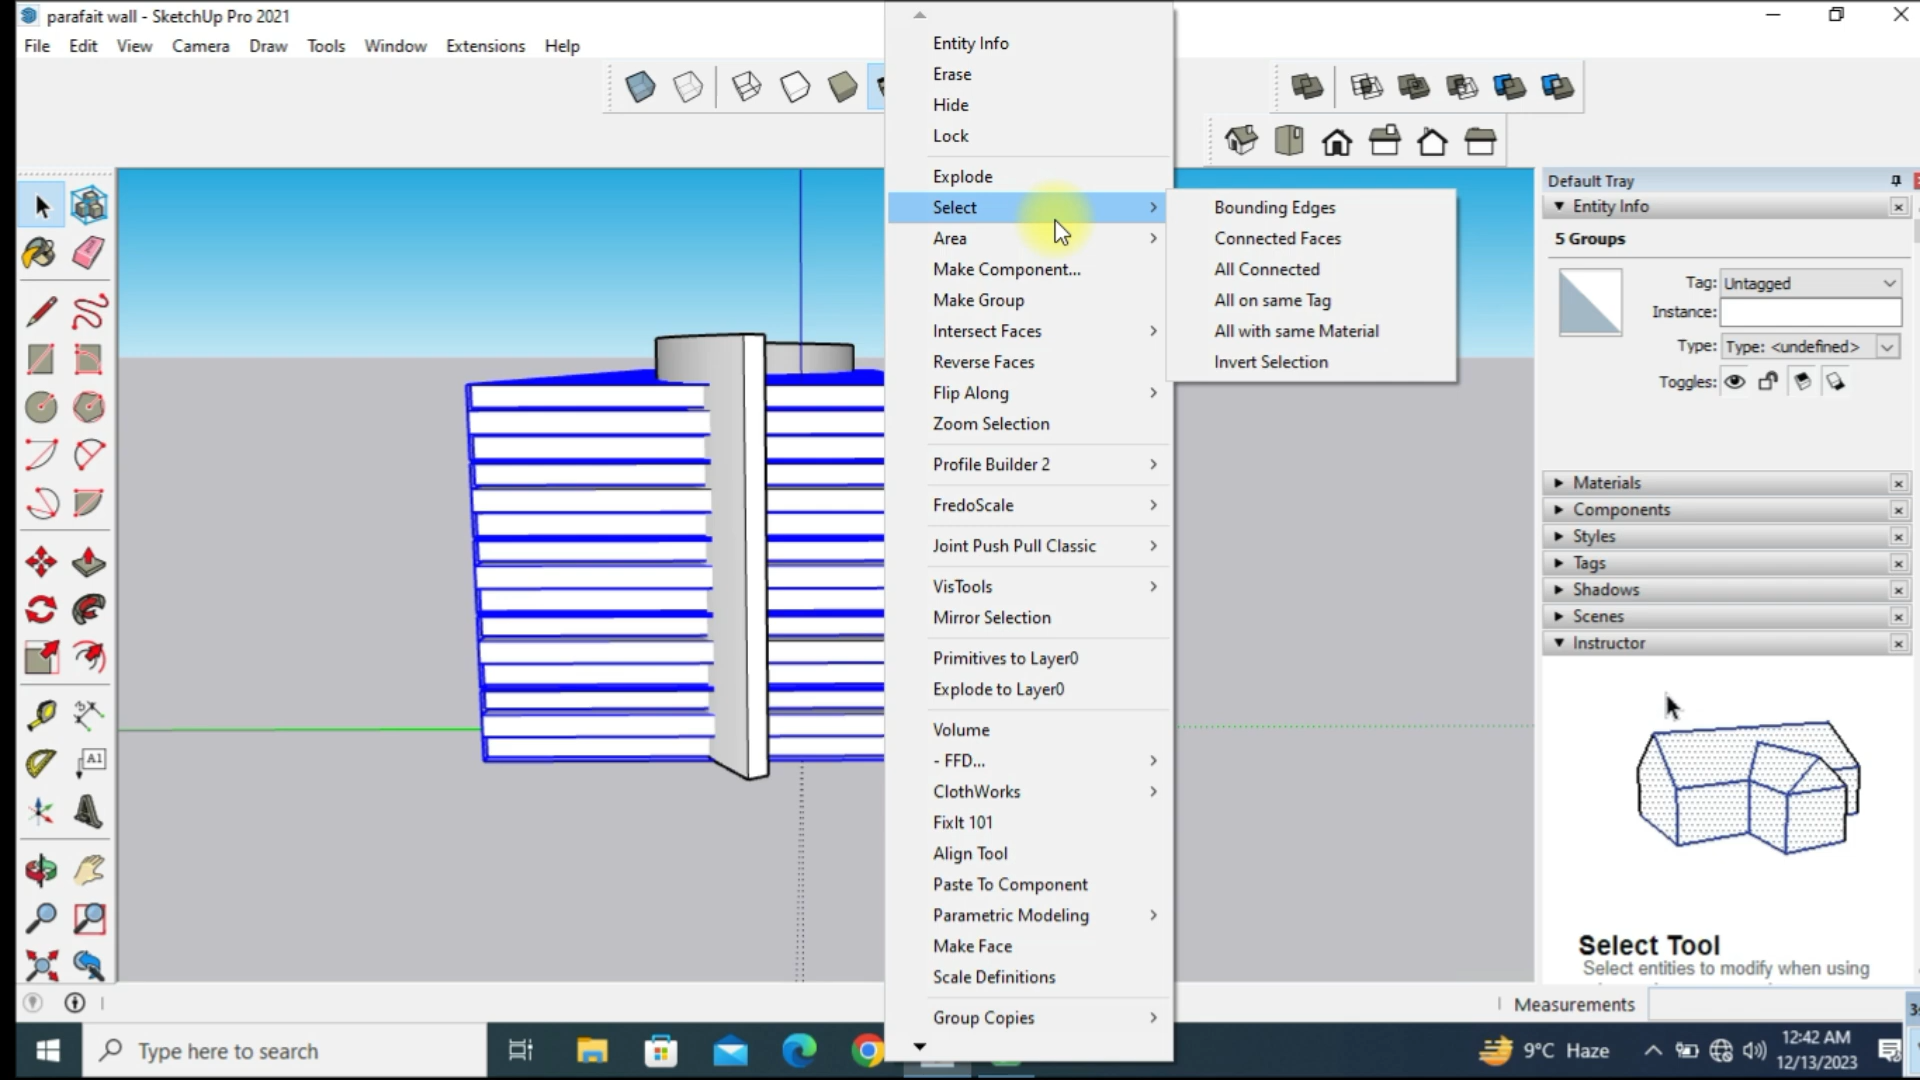 parafait wall - SketchUp Pro 2021
File Edit View Camera Draw Tools Window Extensions Help
Entity Info
Erase
Hide
Lock
Explode
Select
Area
Make Component...
Make Group
Intersect Faces
Reverse Faces
Flip Along
Zoom Selection
Profile Builder 2
FredoScale
Joint Push Pull Classic
VisTools
Mirror Selection
Primitives to Layer0
Explode to Layer0
Volume
- FFD...
ClothWorks
FixIt 101
Align Tool
Paste To Component
Parametric Modeling
Make Face
Scale Definitions
Group Copies
Bounding Edges
Connected Faces
All Connected
All on same Tag
All with same Material
Invert Selection
Default Tray
Entity Info
5 Groups
Tag: Untagged
Instance:
Type: Type: <undefined>
Toggles:
Materials
Components
Styles
Tags
Shadows
Scenes
Instructor
Select Tool
Select entities to modify when using
A1
Measurements
Type here to search
9°C Haze
12:42 AM
12/13/2023